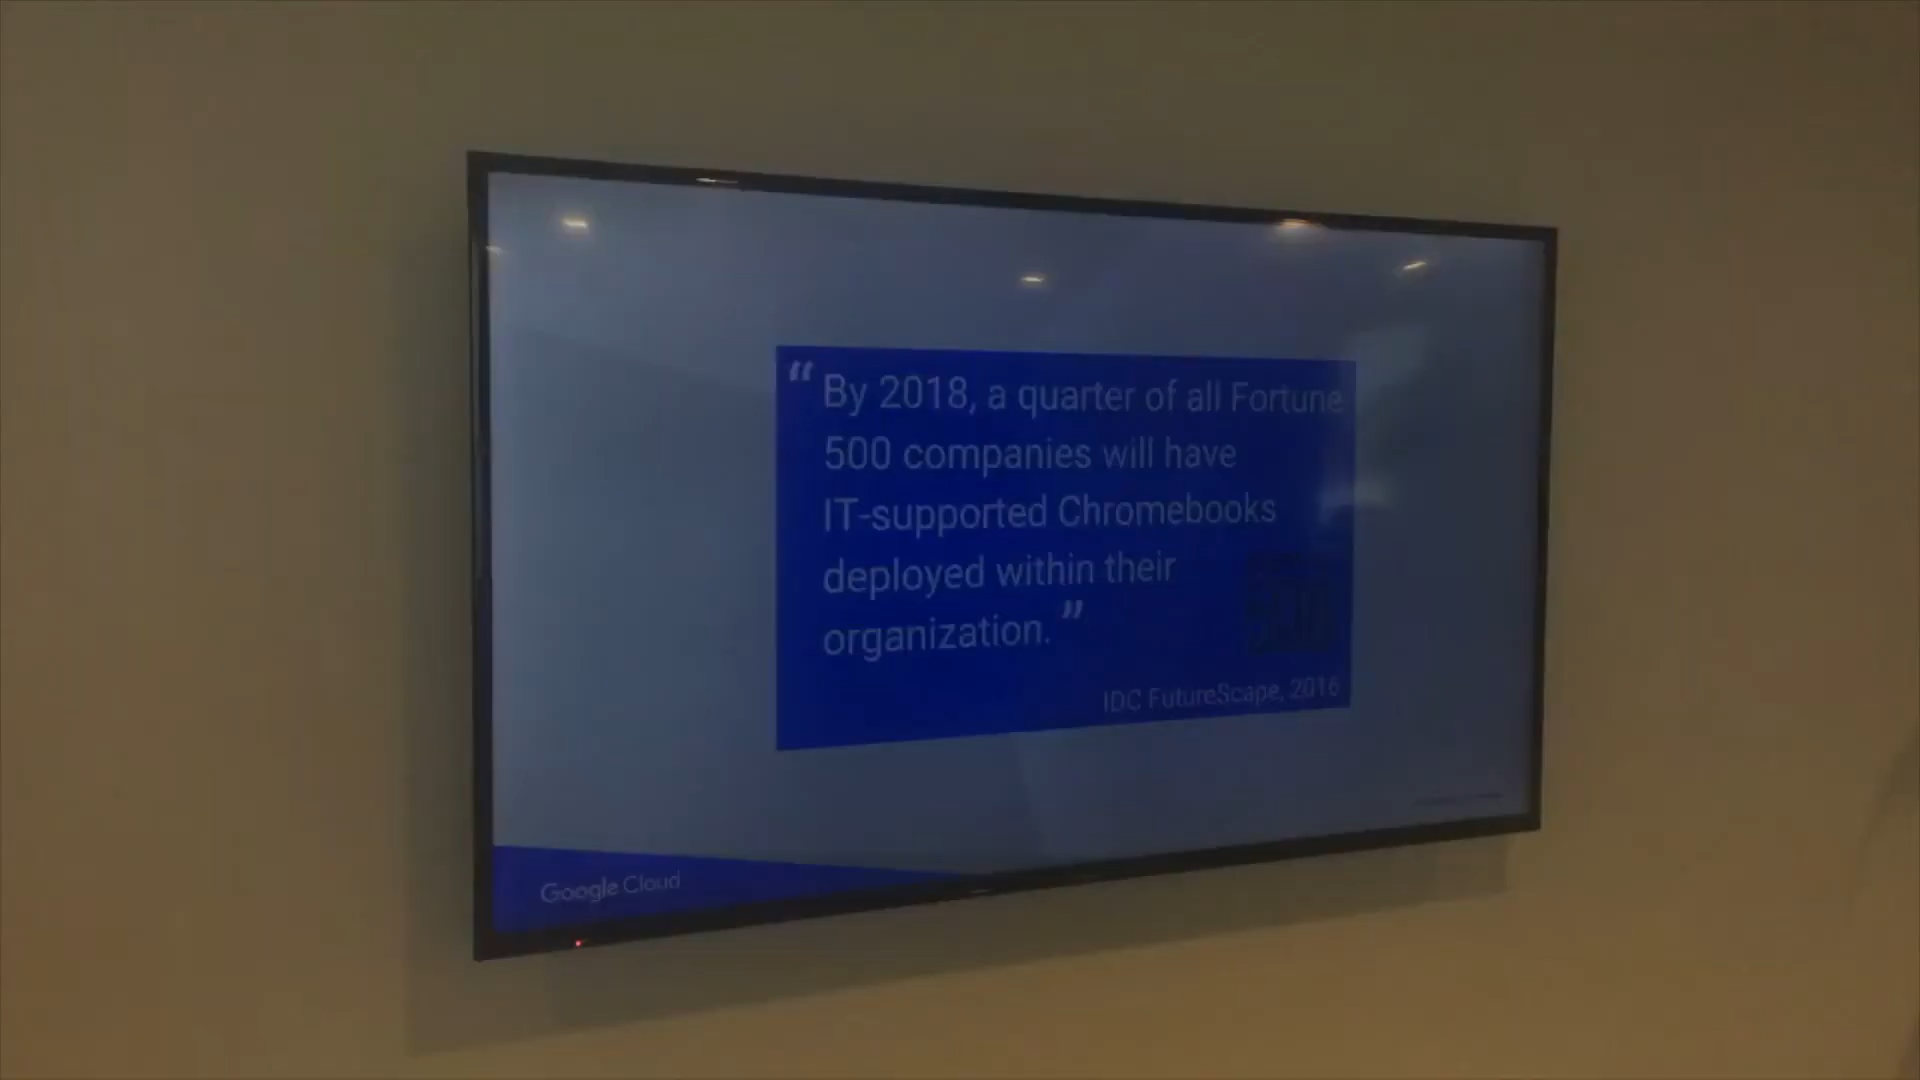 “ By 2018, a quarter of all Fortune
500 companies will have
IT-supported Chromebooks
deployed within their
organization. ”
IDC FutureScape, 2016
Google Cloud